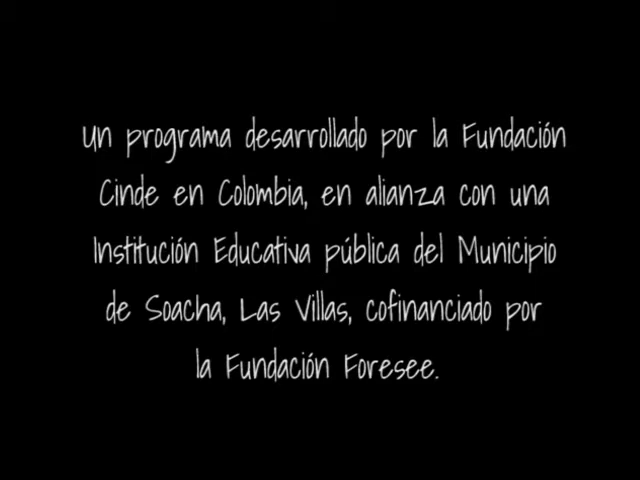 Un programa desarrollado por la Fundación
Cinde en Colombia, en alianza con una
Institución Educativa pública del Municipio
de Soacha, Las Villas, cofinanciado por
la Fundación Foresee.